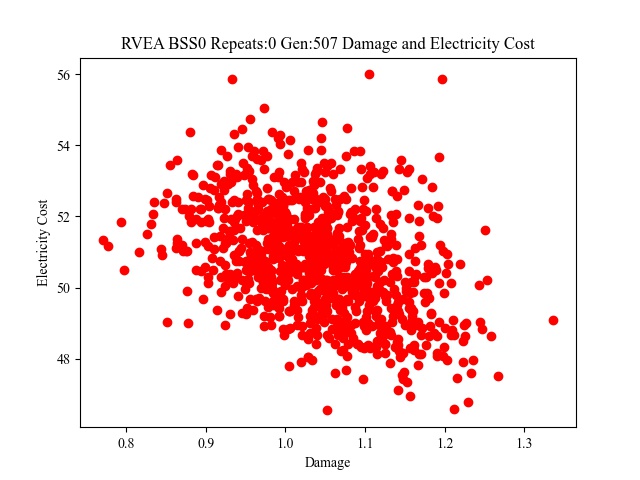 RVEA BSS0 Repeats:0 Gen:507 Damage and Electricity Cost
56
54
52
50
48
Electricity Cost
0.8 0.9 1.0 1.1 1.2 1.3
Damage